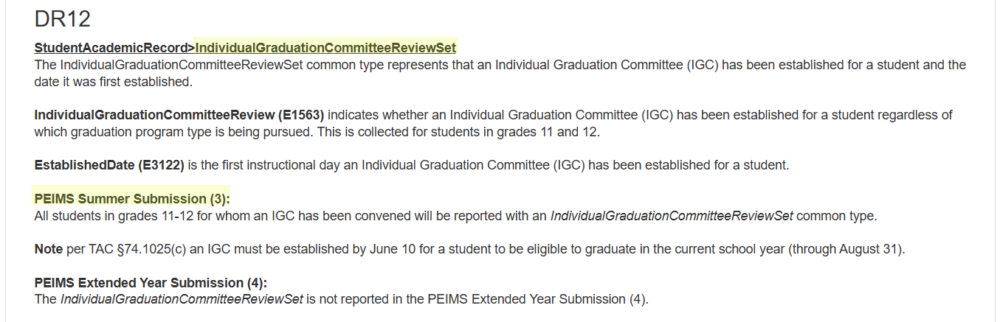 DR12
StudentAcademicRecord>IndividualGraduationCommitteeReviewSet
The IndividualGraduationCommitteeReviewSet common type represents that an Individual Graduation Committee (IGC) has been established for a student and the
date it was first established.
IndividualGraduationCommitteeReview (E1563) indicates whether an Individual Graduation Committee (IGC) has been established for a student regardless of
which graduation program type is being pursued. This is collected for students in grades 11 and 12.
EstablishedDate (E3122) is the first instructional day an Individual Graduation Committee (IGC) has been established for a student.
PEIMS Summer Submission (3):
All students in grades 11-12 for whom an IGC has been convened will be reported with an IndividualGraduationCommitteeReviewSet common type.
Note per TAC §74.1025(c) an IGC must be established by June 10 for a student to be eligible to graduate in the current school year (through August 31).
PEIMS Extended Year Submission (4):
The IndividualGraduationCommitteeReviewSet is not reported in the PEIMS Extended Year Submission (4).